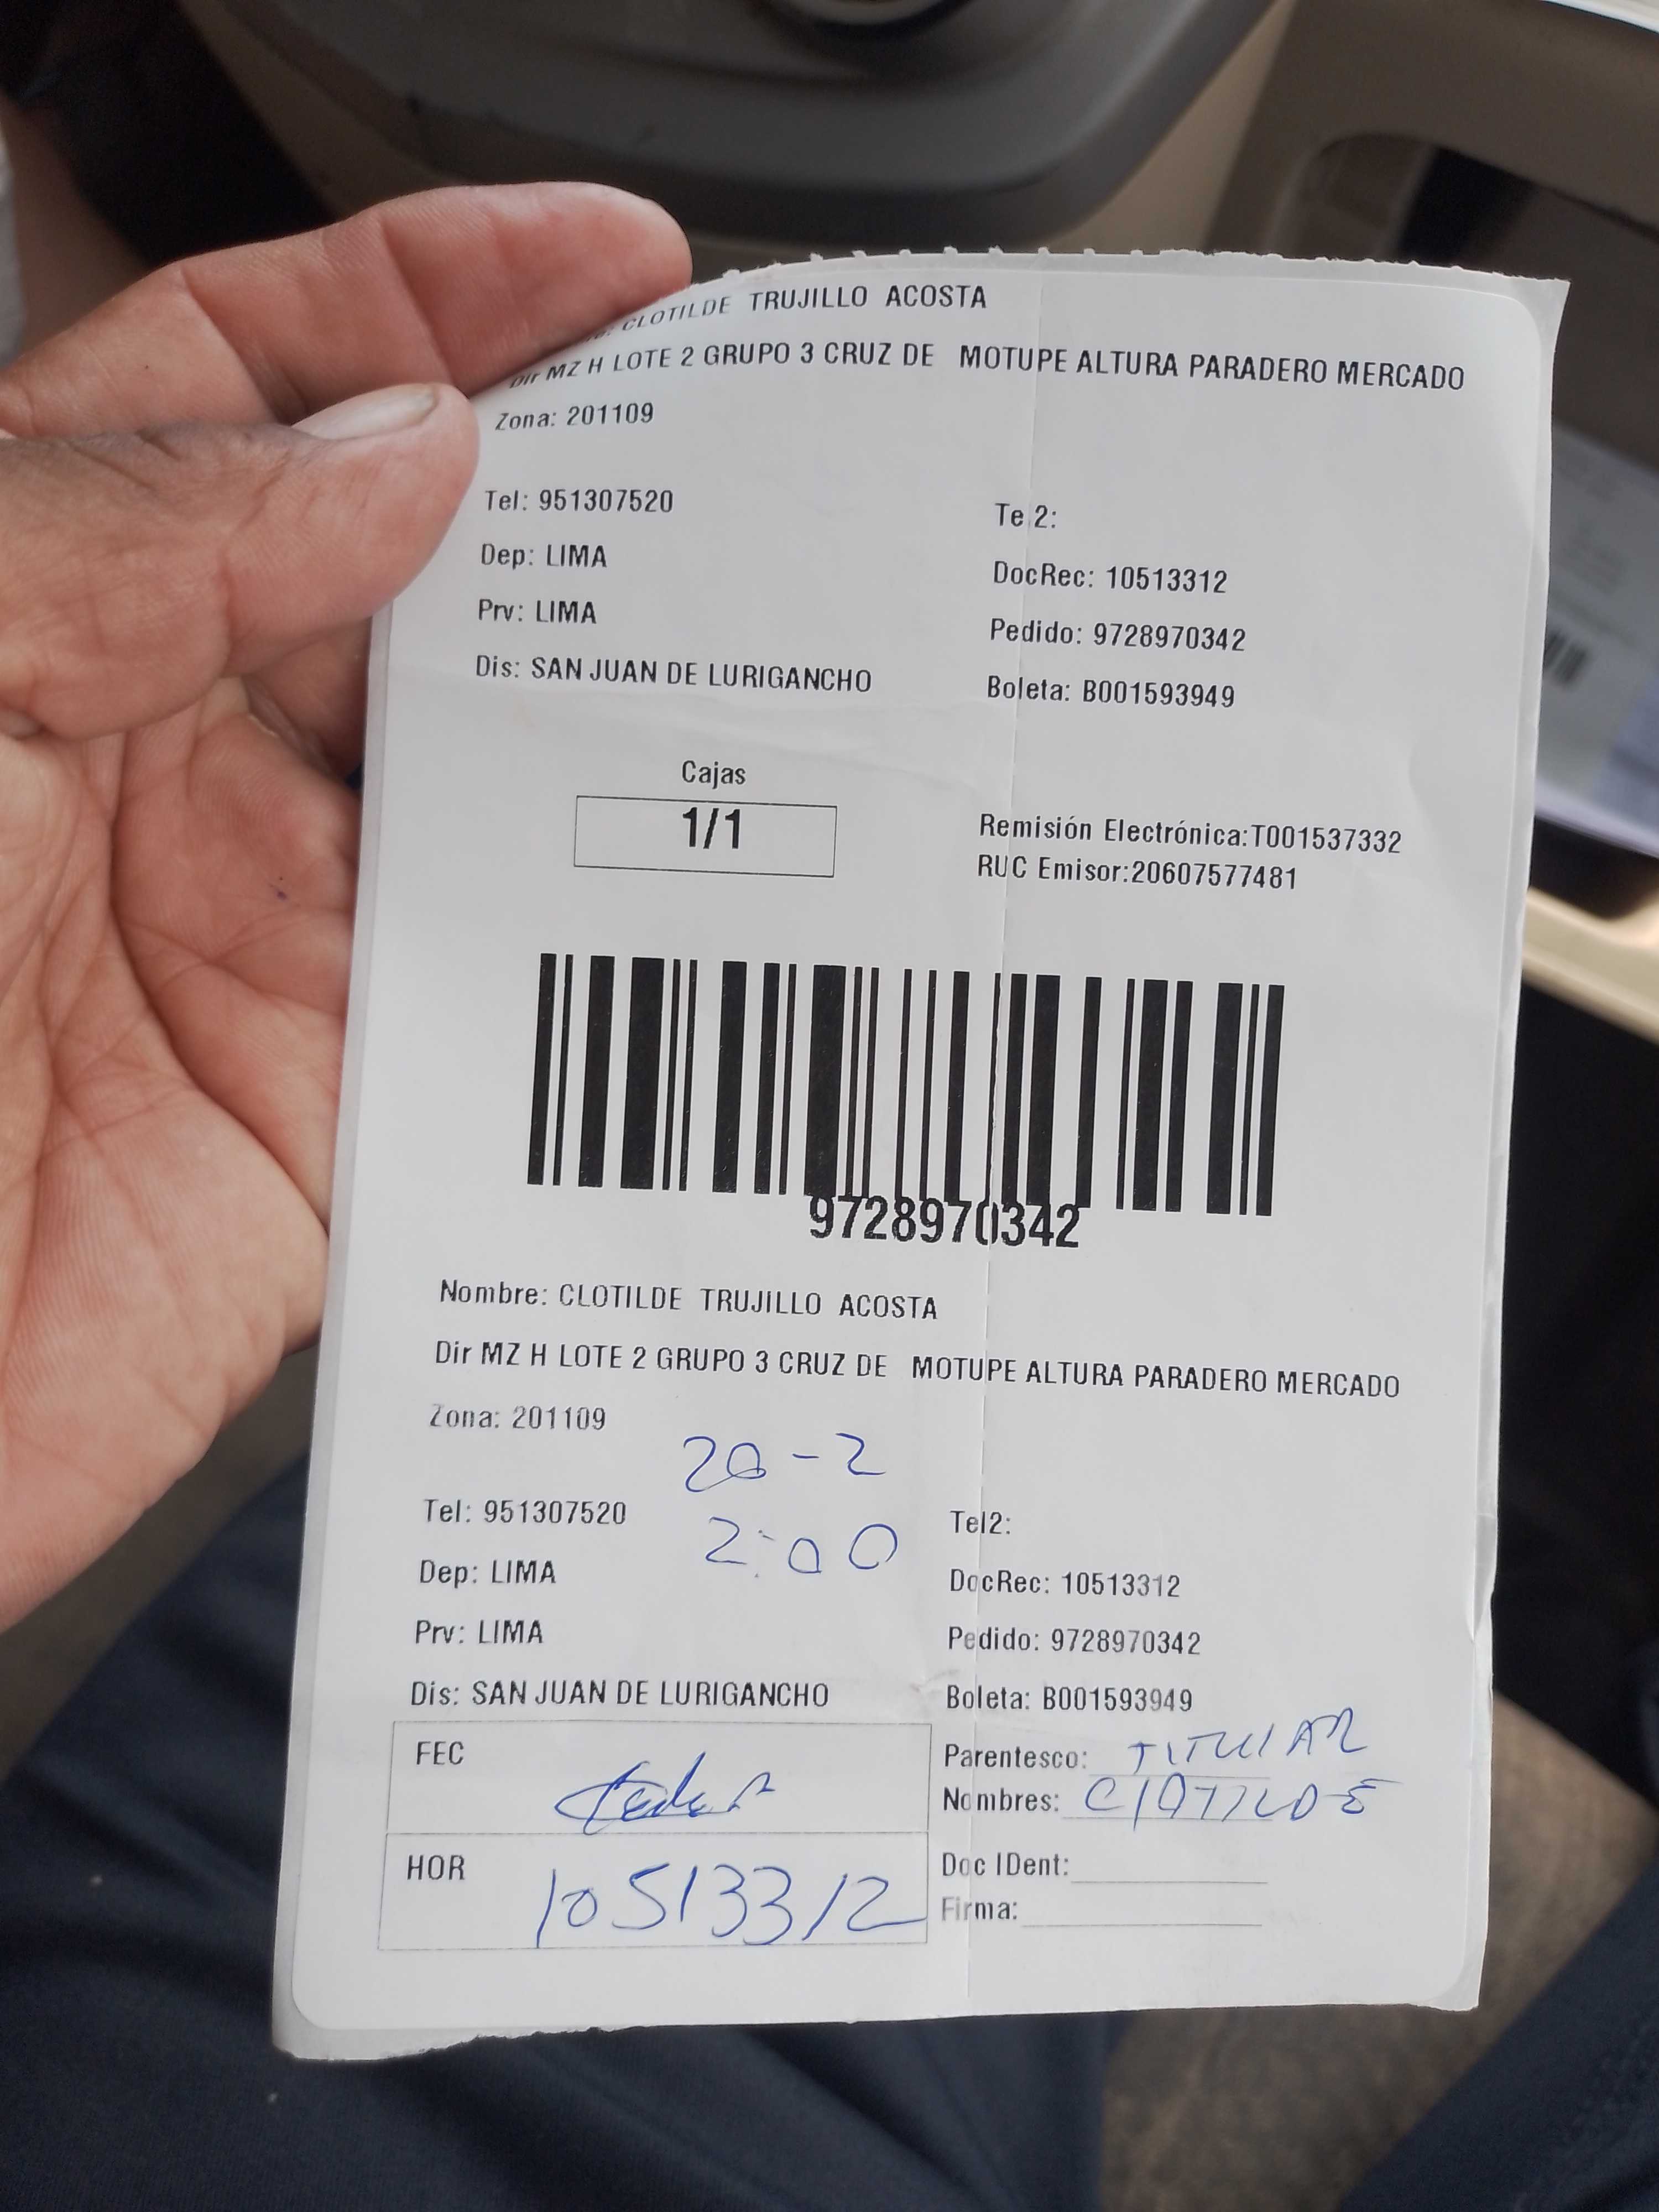 CLOTILDE TRUJILLO ACOSTA
Dir MZ H LOTE 2 GRUPO 3 CRUZ DE MOTUPE ALTURA PARADERO MERCADO
Zona: 201109
Tel: 951307520
Te 2:
Dep: LIMA
DocRec: 10513312
Prv: LIMA
Pedido: 9728970342
Dis: SAN JUAN DE LURIGANCHO
Boleta: B001593949
Cajas
1/1
Remisión Electrónica:T001537332
RUC Emisor:20607577481
9728970342
Nombre: CLOTILDE TRUJILLO ACOSTA
Dir MZ H LOTE 2 GRUPO 3 CRUZ DE MOTUPE ALTURA PARADERO MERCADO
Zona: 201109
20-2
Tel: 951307520
2:00
Tel2:
Dep: LIMA
DocRec: 10513312
Prv: LIMA
Pedido: 9728970342
Dis: SAN JUAN DE LURIGANCHO
Boleta: B001593949
FEC
Parentesco: TITULAR
Nombres: CLOTILDE
HOR
10513312
Doc IDent:
Firma: